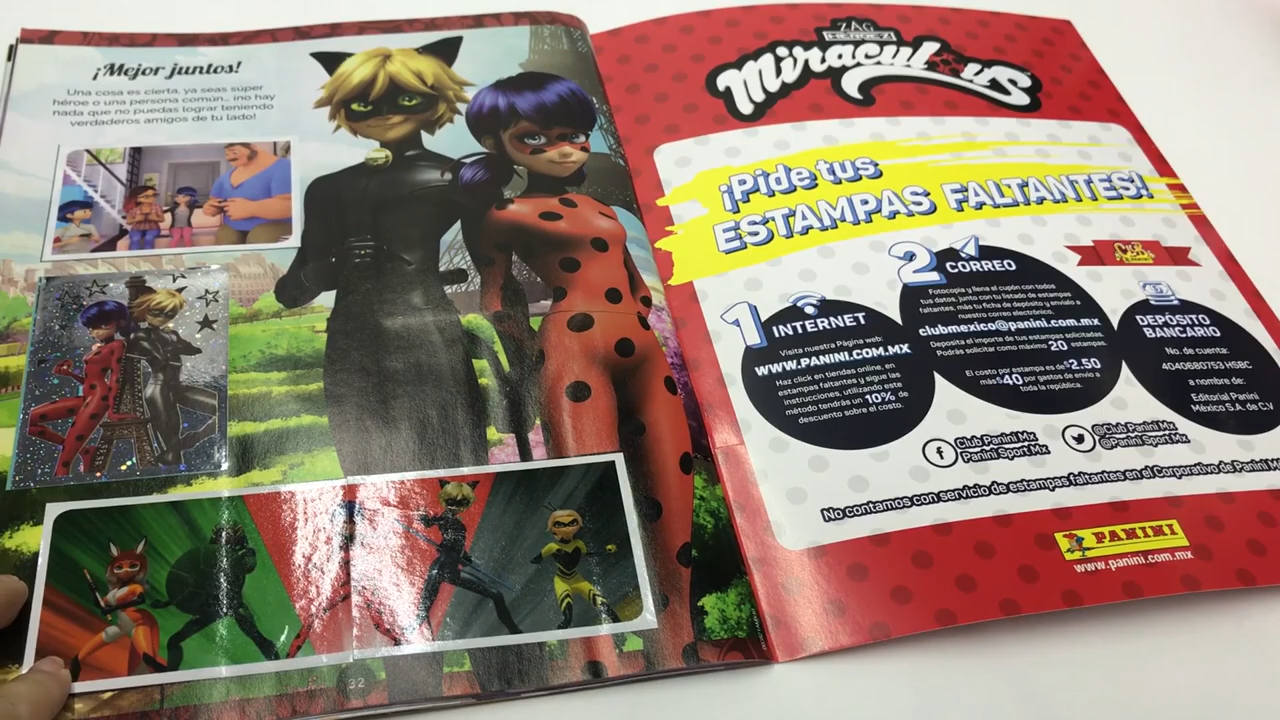 ¡Mejor juntos!
Una cosa es cierta, ya seas súper
héroe o una persona común... ¡no hay
nada que no puedas lograr teniendo
verdaderos amigos de tu lado!
32
ZAG
HEROEZ
Miraculous
¡Pide tus
ESTAMPAS FALTANTES!
1 INTERNET
Visita nuestra Página web:
WWW.PANINI.COM.MX
Haz click en tiendas online, en
estampas faltantes y sigue las
instrucciones, utilizando este
método tendrás un 10% de
descuento sobre el costo.
2 CORREO
Fotocopia y llena el cupón con todos
tus datos, junto con tu listado de estampas
faltantes, más tu ficha de depósito y envíalo a
nuestro correo electrónico.
clubmexico@panini.com.mx
Deposita el importe de tus estampas solicitadas.
Podrás solicitar como máximo 20 estampas.
El costo por estampa es de $2.50
más $40 por gastos de envío a
toda la república.
CLUB
DEPÓSITO
BANCARIO
No. de cuenta:
4040680753 HSBC
a nombre de:
Editorial Panini
México S.A. de C.V
Club Panini Mx
Panini Sport Mx
@Club Panini Mx
@Panini Sport Mx
No contamos con servicio de estampas faltantes en el Corporativo de Panini M
PANINI
www.panini.com.mx